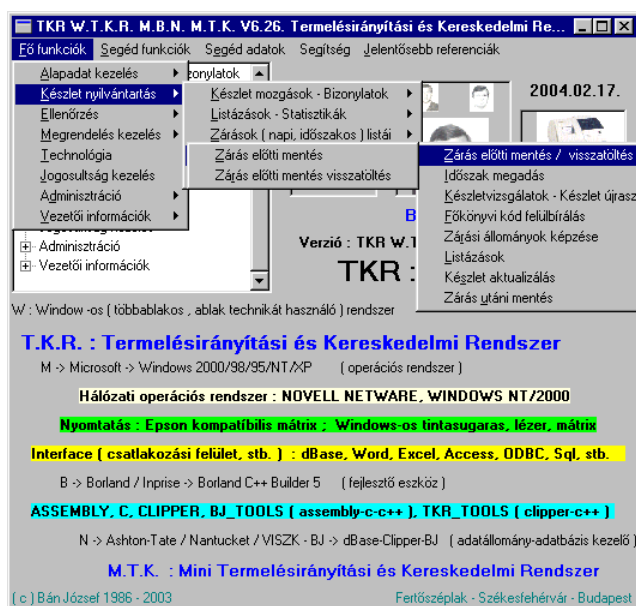 TKR W.T.K.R. M.B.N. M.T.K. V6.26. Termelésirányítási és Kereskedelmi Re...
Fő funkciók Segéd funkciók Segéd adatok Segítség Jelentősebb referenciák
Alapadat kezelés
Készlet nyilvántartás
Ellenőrzés
Megrendelés kezelés
Technológia
Jogosultság kezelés
Adminisztráció
Vezetői információk
Készlet mozgások - Bizonylatok
Listázások - Statisztikák
Zárások ( napi, időszakos ) listái
Zárás előtti mentés
Zárás előtti mentés visszatöltés
2004.02.17.
Zárás előtti mentés / visszatöltés
Időszak megadás
Készletvizsgálatok - Készlet újrasz
Főkönyvi kód felülbírálás
Zárási állományok képzése
Listázások
Készlet aktualizálás
Zárás utáni mentés
Adminisztráció
Vezetői információk
Verzió : TKR W.T
TKR :
W : Window -os ( többablakos , ablak technikát használó ) rendszer
T.K.R. : Termelésirányítási és Kereskedelmi Rendszer
M -> Microsoft -> Windows 2000/98/95/NT/XP ( operációs rendszer )
Hálózati operációs rendszer : NOVELL NETWARE, WINDOWS NT/2000
Nyomtatás : Epson kompatíbilis mátrix ; Windows-os tintasugaras, lézer, mátrix
Interface ( csatlakozási felület, stb. ) : dBase, Word, Excel, Access, ODBC, Sql, stb.
B -> Borland / Inprise -> Borland C++ Builder 5 ( fejlesztő eszköz )
ASSEMBLY, C, CLIPPER, BJ_TOOLS ( assembly-c-c++ ), TKR_TOOLS ( clipper-c++ )
N -> Ashton-Tate / Nantucket / VISZK - BJ -> dBase-Clipper-BJ ( adatállomány-adatbázis kezelő )
M.T.K. : Mini Termelésirányítási és Kereskedelmi Rendszer
( c ) Bán József 1986 - 2003 Fertőszéplak - Székesfehérvár - Budapest